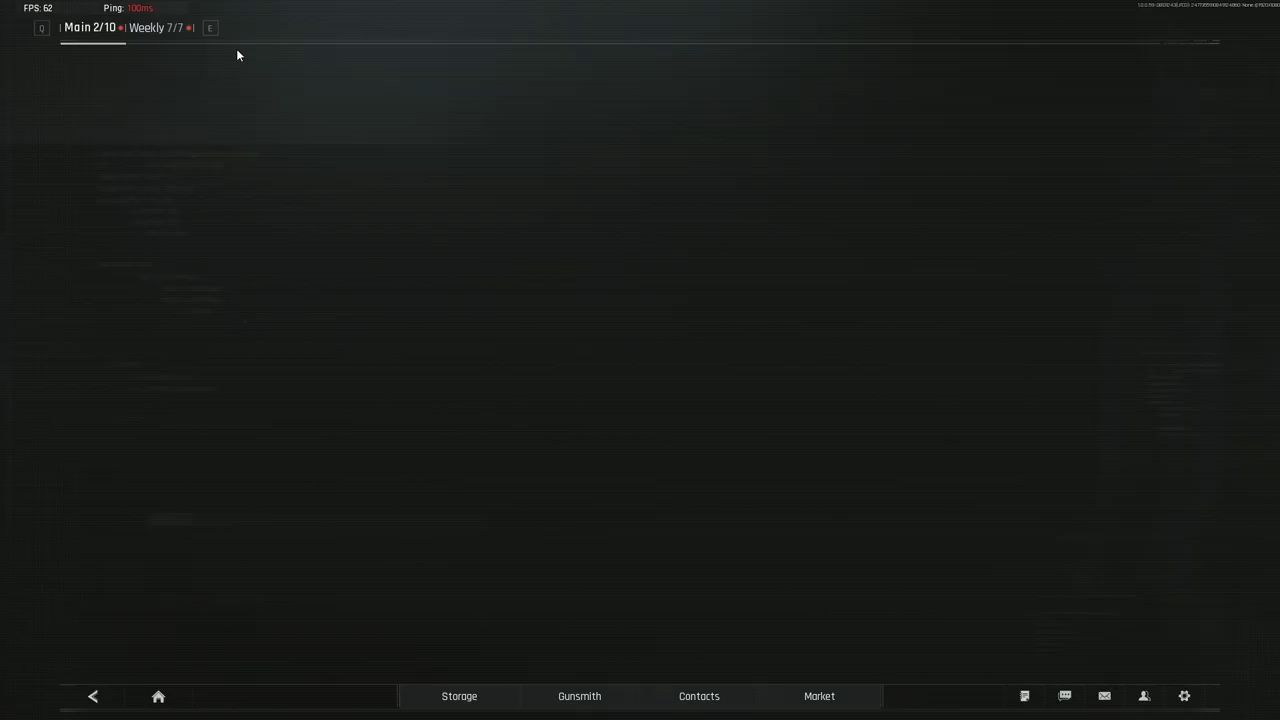 FPS: 62 Ping: 100ms
Q Main 2/10 Weekly 7/7 E
Storage Gunsmith Contacts Market